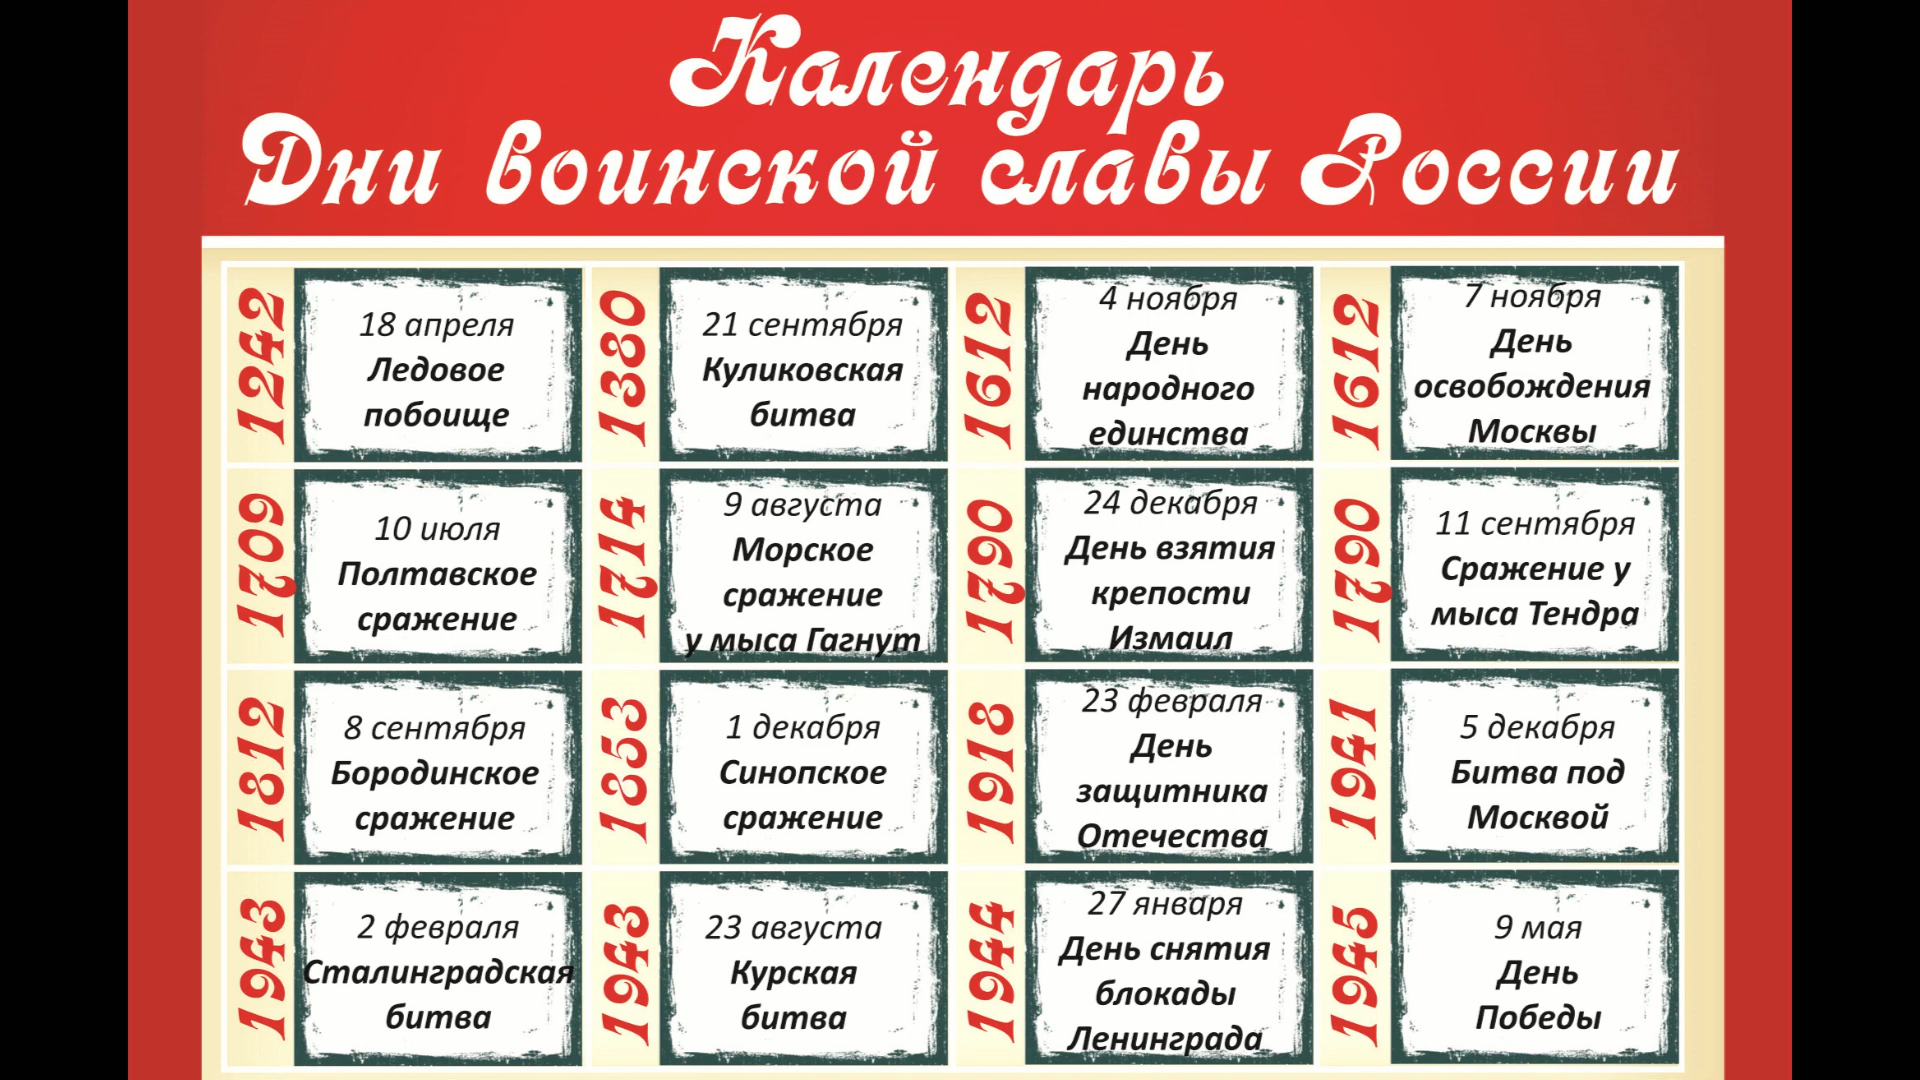 Календарь
Дни воинской славы России
1242
18 апреля
Ледовое
побоище
1380
21 сентября
Куликовская
битва
1612
4 ноября
День
народного
единства
1612
7 ноября
День
освобождения
Москвы
1709
10 июля
Полтавское
сражение
1714
9 августа
Морское
сражение
у мыса Гагнут
1790
24 декабря
День взятия
крепости
Измаил
1790
11 сентября
Сражение у
мыса Тендра
1812
8 сентября
Бородинское
сражение
1853
1 декабря
Синопское
сражение
1918
23 февраля
День
защитника
Отечества
1941
5 декабря
Битва под
Москвой
1943
2 февраля
Сталинградская
битва
1943
23 августа
Курская
битва
1944
27 января
День снятия
блокады
Ленинграда
1945
9 мая
День
Победы